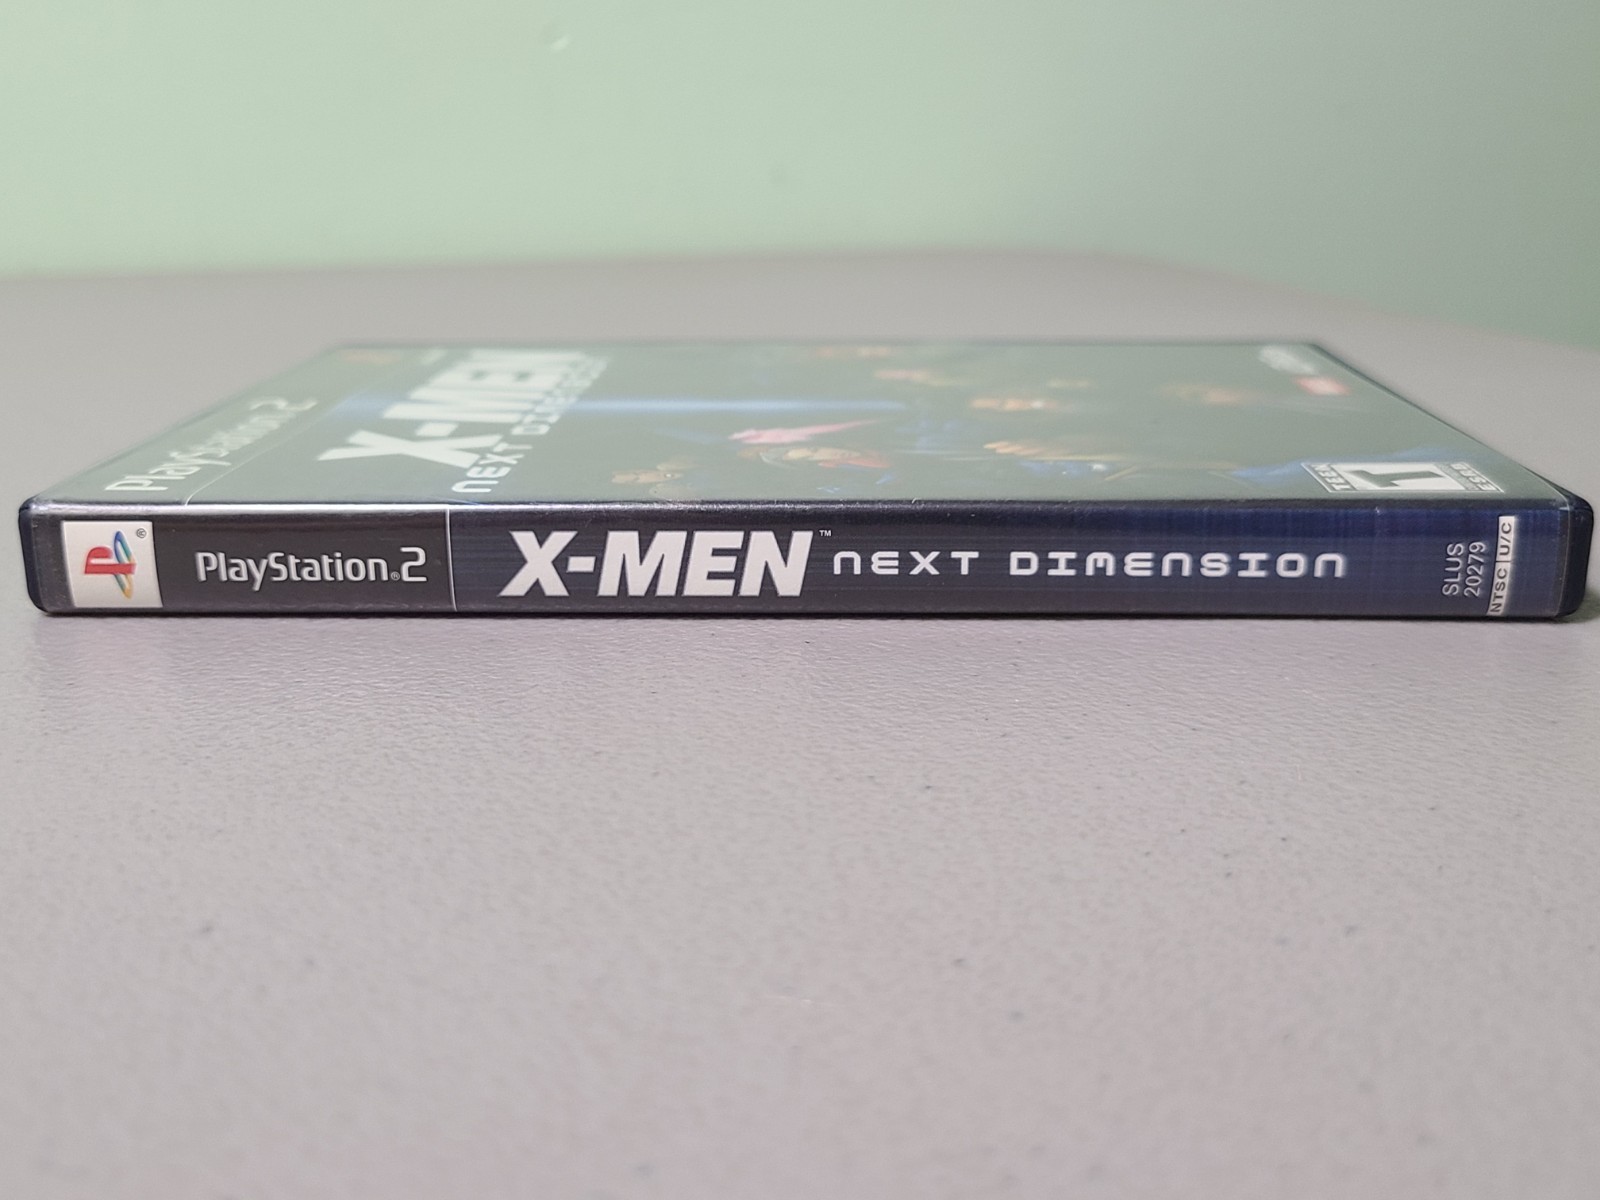 PlayStation 2
X-MEN
NEXT DIMENSION
TEEN
ESRB
PlayStation®2
X-MEN™ NEXT DIMENSION
SLUS
20279
NTSC U/C